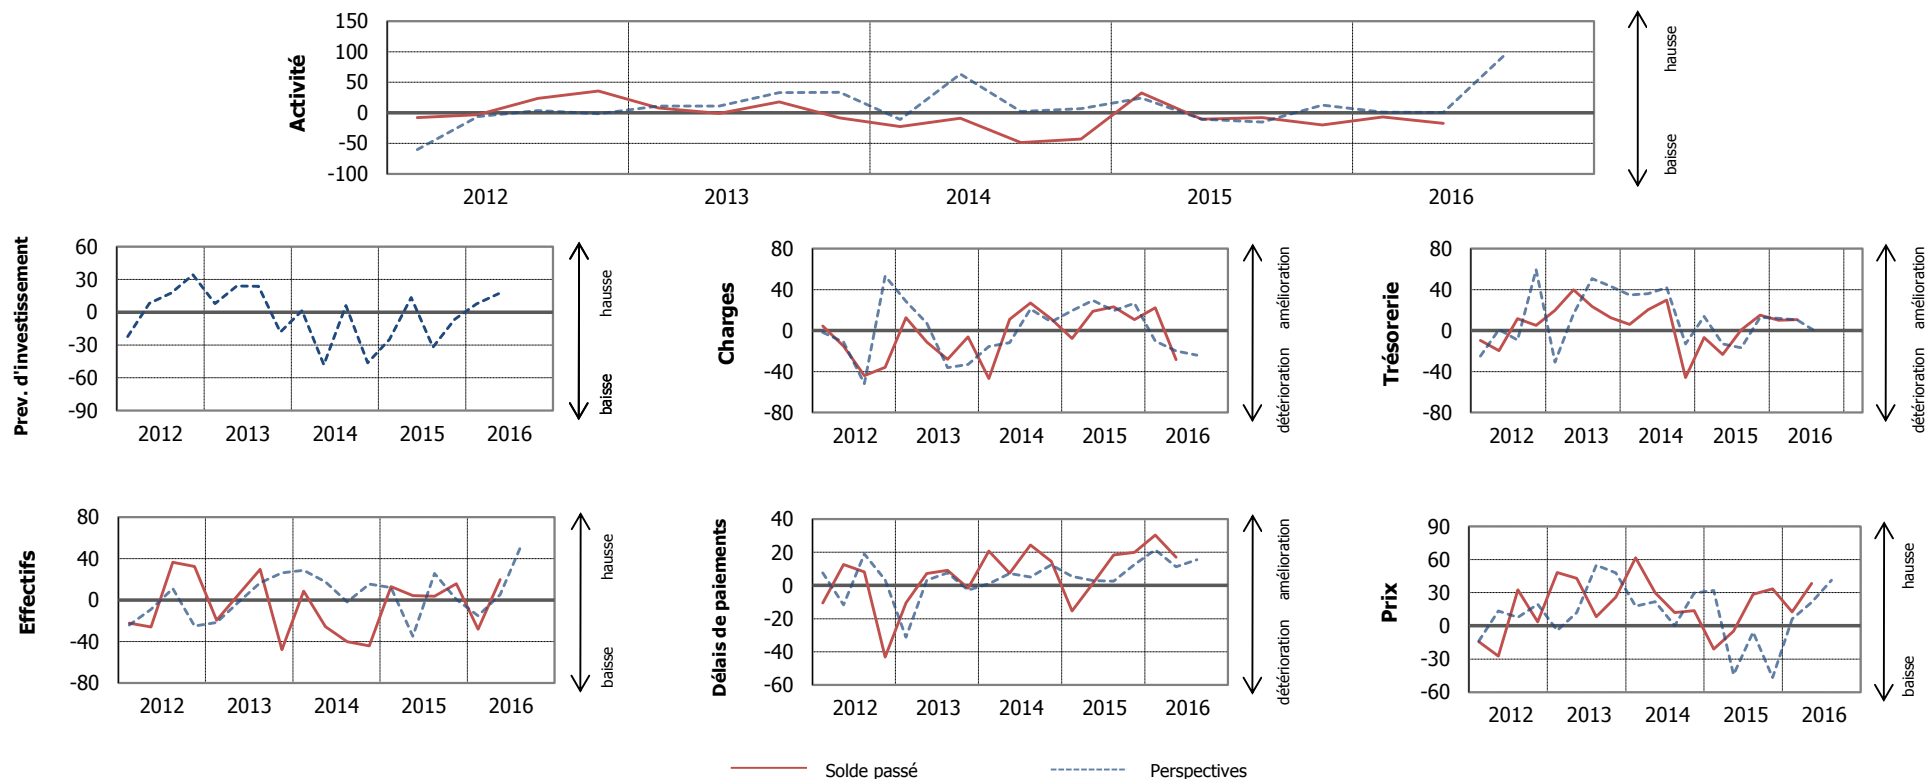 Activité
150
100
50
0
-50
-100
2012 2013 2014 2015 2016
hausse
baisse
Prev. d'investissement
60
30
0
-30
-60
-90
2012 2013 2014 2015 2016
hausse
baisse
Charges
80
40
0
-40
-80
2012 2013 2014 2015 2016
amélioration
détérioration
Trésorerie
80
40
0
-40
-80
2012 2013 2014 2015 2016
amélioration
détérioration
Effectifs
80
40
0
-40
-80
2012 2013 2014 2015 2016
hausse
baisse
Délais de paiements
40
20
0
-20
-40
-60
2012 2013 2014 2015 2016
amélioration
détérioration
Prix
90
60
30
0
-30
-60
2012 2013 2014 2015 2016
hausse
baisse
Solde passé Perspectives